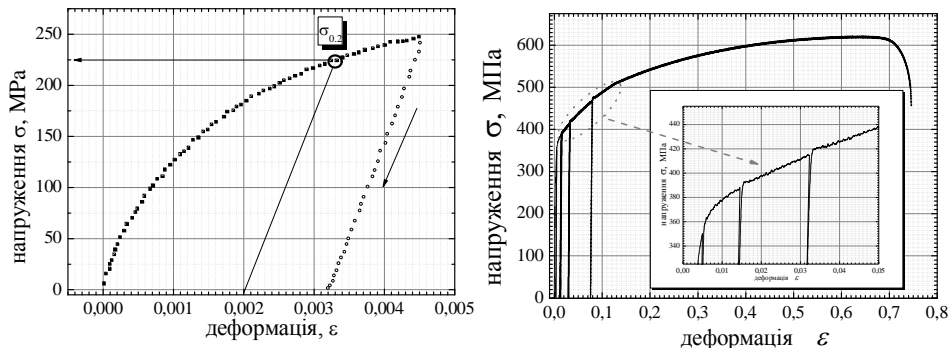 σ0.2
250
200
150
100
50
0
напруження σ, MPa
0,000 0,001 0,002 0,003 0,004 0,005
деформація, ε
600
500
400
300
200
100
0
напруження σ, МПа
0,0 0,1 0,2 0,3 0,4 0,5 0,6 0,7 0,8
деформація ε
440
420
400
380
360
340
напруження σ, МПа
0,00 0,01 0,02 0,03 0,04 0,05
деформація ε